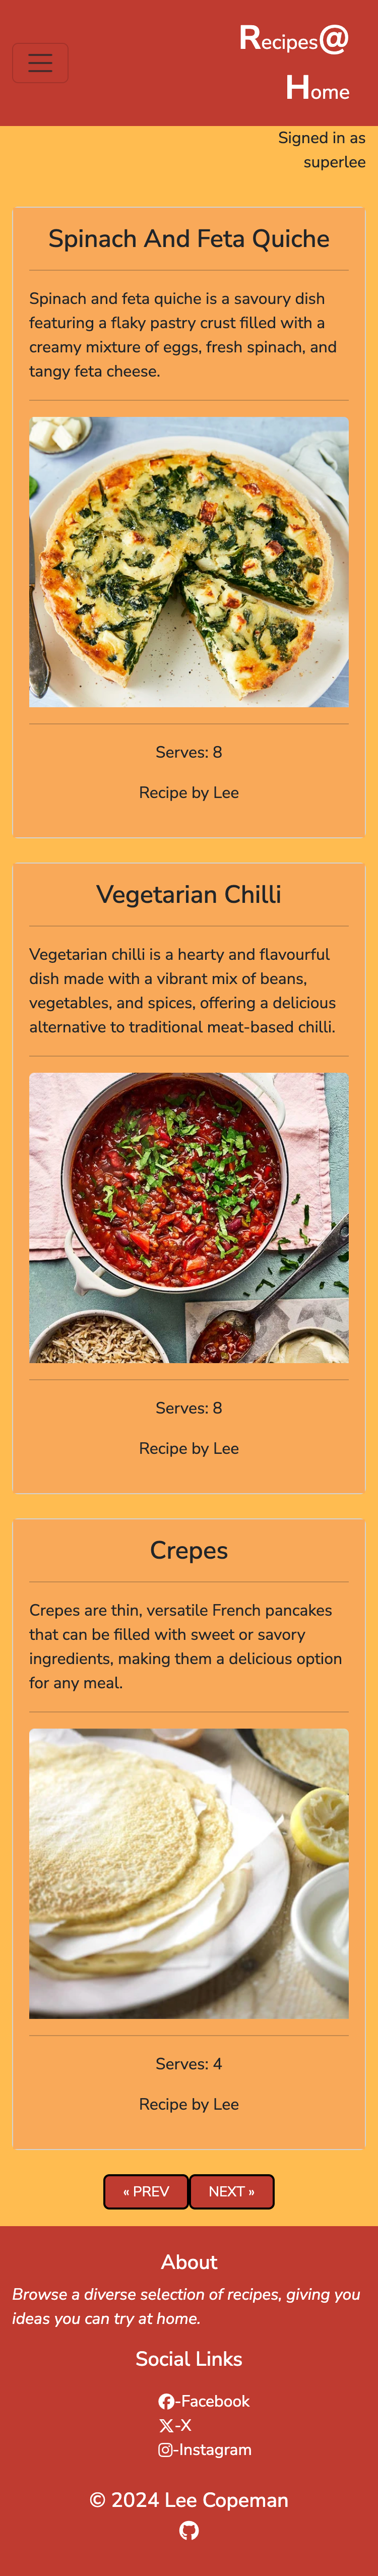 Recipes@
Home
Signed in as
superlee
Spinach And Feta Quiche
Spinach and feta quiche is a savoury dish
featuring a flaky pastry crust filled with a
creamy mixture of eggs, fresh spinach, and
tangy feta cheese.
Serves: 8
Recipe by Lee
Vegetarian Chilli
Vegetarian chilli is a hearty and flavourful
dish made with a vibrant mix of beans,
vegetables, and spices, offering a delicious
alternative to traditional meat-based chilli.
Serves: 8
Recipe by Lee
Crepes
Crepes are thin, versatile French pancakes
that can be filled with sweet or savory
ingredients, making them a delicious option
for any meal.
Serves: 4
Recipe by Lee
« PREV NEXT »
About
Browse a diverse selection of recipes, giving you
ideas you can try at home.
Social Links
-Facebook
-X
-Instagram
© 2024 Lee Copeman